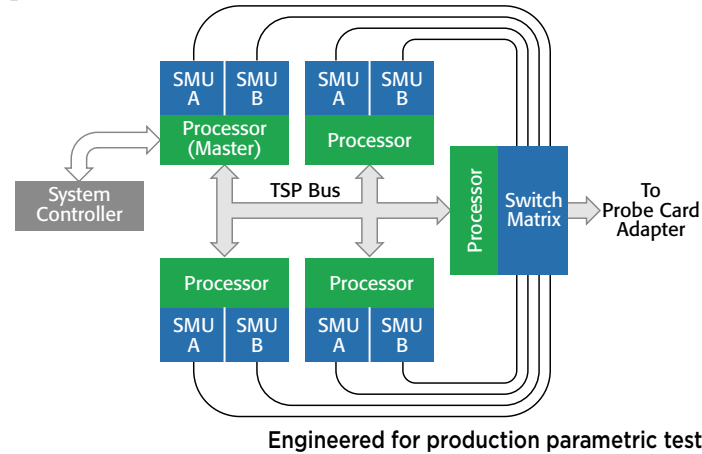 SMU
A
SMU
B
SMU
A
SMU
B
Processor
(Master)
Processor
System
Controller
TSP Bus
Processor
Switch
Matrix
To
Probe Card
Adapter
Processor
Processor
SMU
A
SMU
B
SMU
A
SMU
B
Engineered for production parametric test